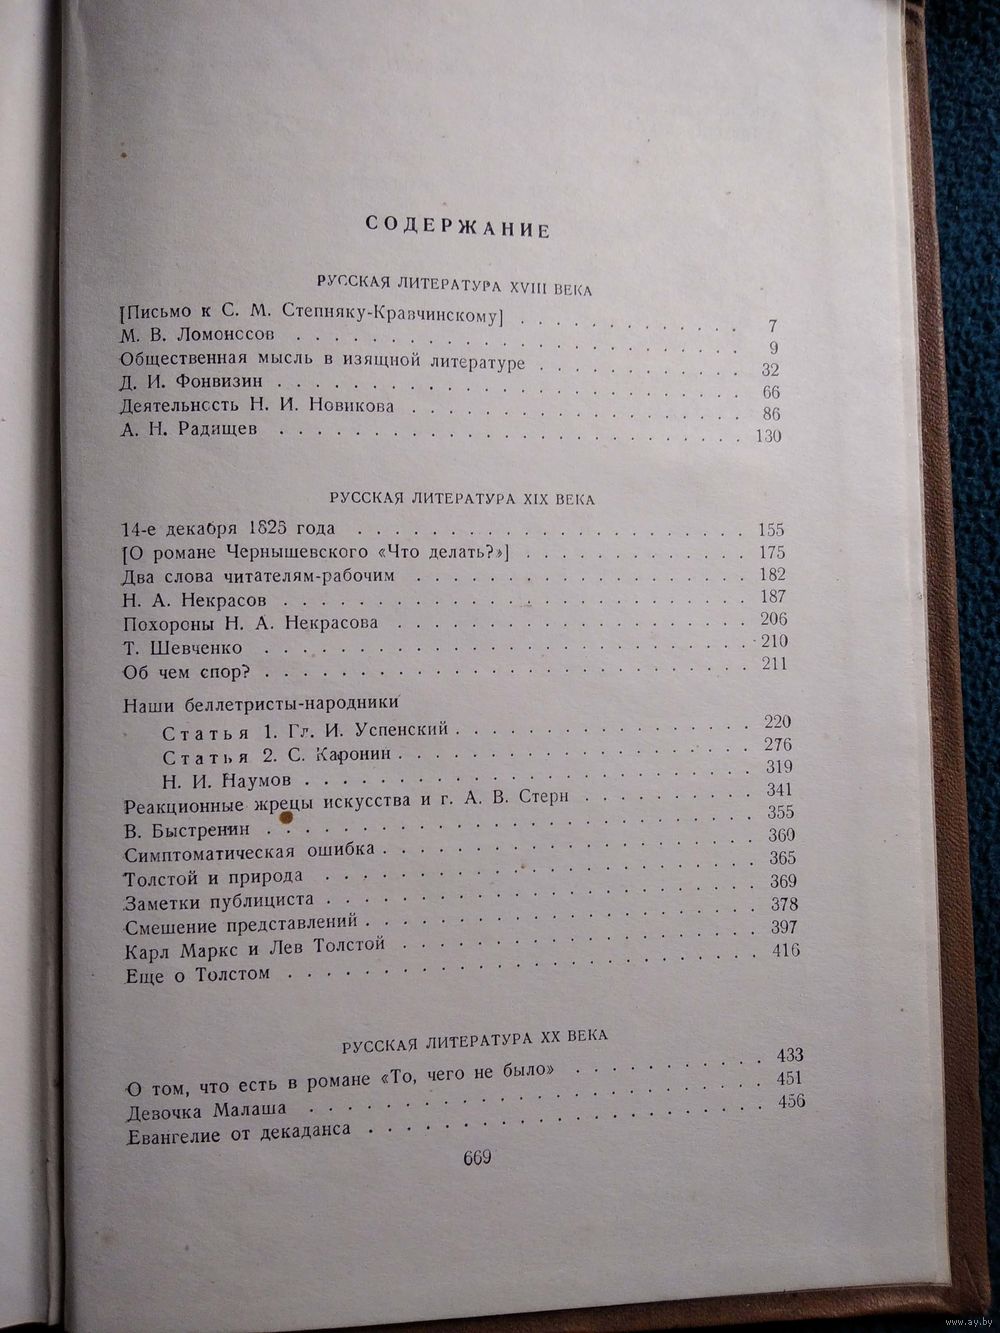 СОДЕРЖАНИЕ
РУССКАЯ ЛИТЕРАТУРА XVIII ВЕКА
[Письмо к С. М. Степняку-Кравчинскому] . . . . . . . . . . . . 7
М. В. Ломонссов . . . . . . . . . . . . . . . . . . . . . . . . 9
Общественная мысль в изящной литературе . . . . . . . . . . . 32
Д. И. Фонвизин . . . . . . . . . . . . . . . . . . . . . . . . . 66
Деятельность Н. И. Новикова . . . . . . . . . . . . . . . . . . 86
А. Н. Радищев . . . . . . . . . . . . . . . . . . . . . . . . . 130
РУССКАЯ ЛИТЕРАТУРА XIX ВЕКА
14-е декабря 1825 года . . . . . . . . . . . . . . . . . . . . . 155
[О романе Чернышевского «Что делать?»] . . . . . . . . . . . . 175
Два слова читателям-рабочим . . . . . . . . . . . . . . . . . . 182
Н. А. Некрасов . . . . . . . . . . . . . . . . . . . . . . . . . 187
Похороны Н. А. Некрасова . . . . . . . . . . . . . . . . . . . 206
Т. Шевченко . . . . . . . . . . . . . . . . . . . . . . . . . . 210
Об чем спор? . . . . . . . . . . . . . . . . . . . . . . . . . . 211
Наши беллетристы-народники
Статья 1. Гл. И. Успенский . . . . . . . . . . . . . . . . 220
Статья 2. С. Каронин . . . . . . . . . . . . . . . . . . . 276
Н. И. Наумов . . . . . . . . . . . . . . . . . . . . . . . . 319
Реакционные жрецы искусства и г. А. В. Стерн . . . . . . . . . 341
В. Быстренин . . . . . . . . . . . . . . . . . . . . . . . . . . 355
Симптоматическая ошибка . . . . . . . . . . . . . . . . . . . . 360
Толстой и природа . . . . . . . . . . . . . . . . . . . . . . . 365
Заметки публициста . . . . . . . . . . . . . . . . . . . . . . . 369
Смешение представлений . . . . . . . . . . . . . . . . . . . . . 378
Карл Маркс и Лев Толстой . . . . . . . . . . . . . . . . . . . . 397
Еще о Толстом . . . . . . . . . . . . . . . . . . . . . . . . . 416
РУССКАЯ ЛИТЕРАТУРА XX ВЕКА
О том, что есть в романе «То, чего не было» . . . . . . . . . . 433
Девочка Малаша . . . . . . . . . . . . . . . . . . . . . . . . . 451
Евангелие от декаданса . . . . . . . . . . . . . . . . . . . . . 456
669
www.ay.by